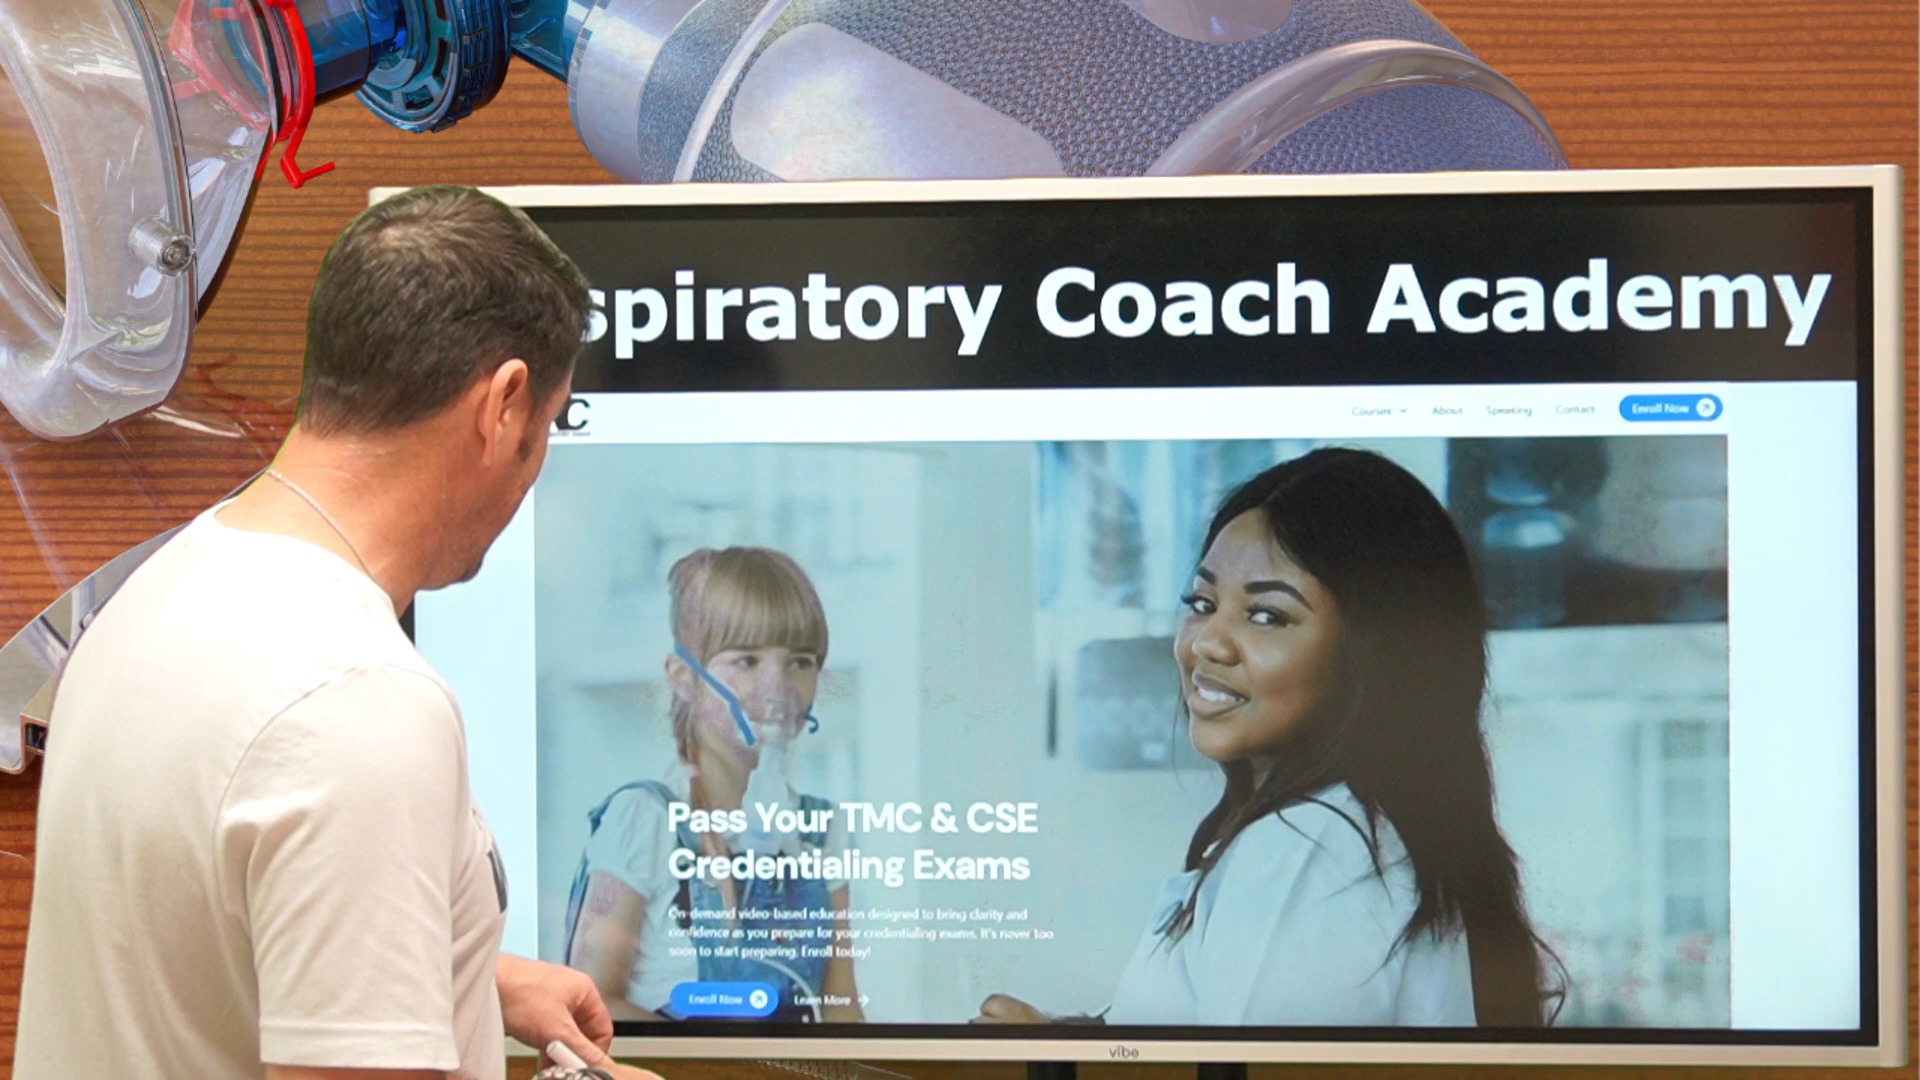 spiratory Coach Academy
C
Courses About Speaking Contact Enroll Now
Pass Your TMC & CSE
Credentialing Exams
On-demand video-based education designed to bring clarity and
confidence as you prepare for your credentialing exams. It's never too
soon to start preparing. Enroll today!
Enroll Now Learn More
vibe